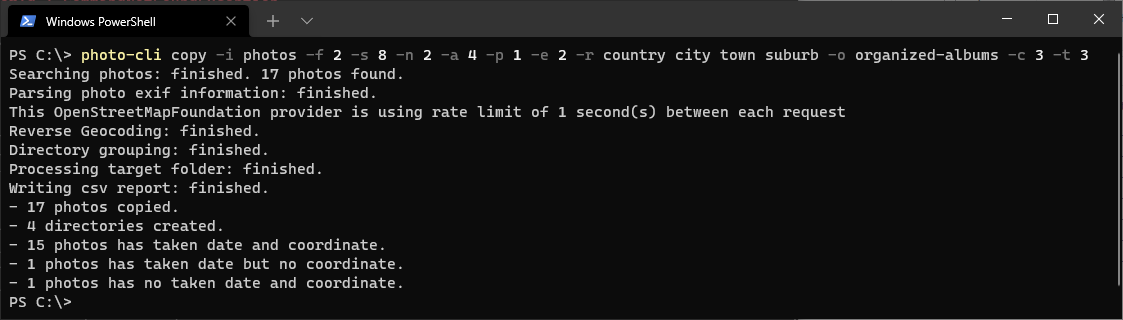 Windows PowerShell
PS C:\> photo-cli copy -i photos -f 2 -s 8 -n 2 -a 4 -p 1 -e 2 -r country city town suburb -o organized-albums -c 3 -t 3
Searching photos: finished. 17 photos found.
Parsing photo exif information: finished.
This OpenStreetMapFoundation provider is using rate limit of 1 second(s) between each request
Reverse Geocoding: finished.
Directory grouping: finished.
Processing target folder: finished.
Writing csv report: finished.
- 17 photos copied.
- 4 directories created.
- 15 photos has taken date and coordinate.
- 1 photos has taken date but no coordinate.
- 1 photos has no taken date and coordinate.
PS C:\>